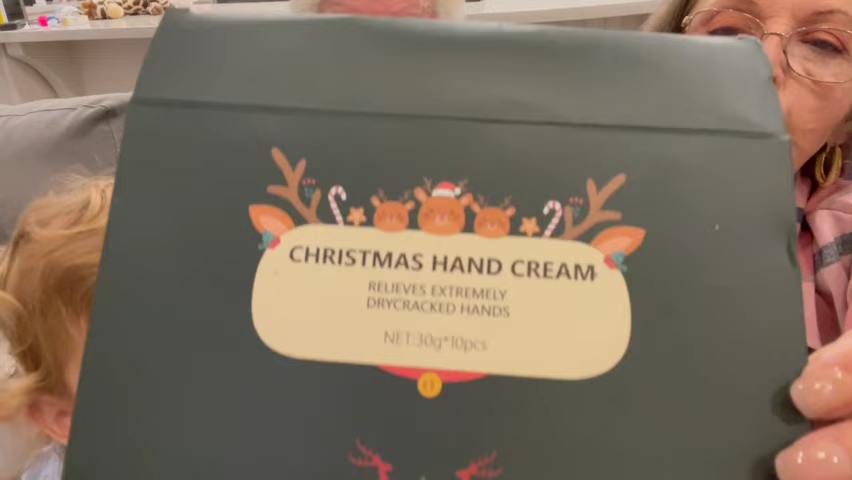 CHRISTMAS HAND CREAM
RELIEVES EXTREMELY
DRYCRACKED HANDS
NET:30g*10pcs